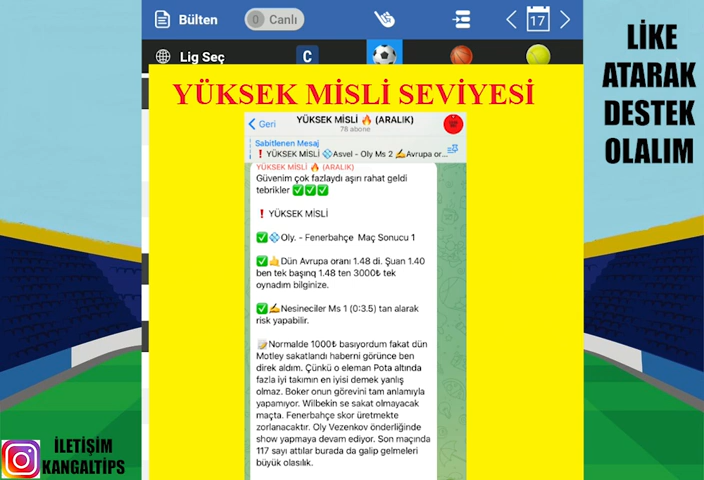 Bülten
0 Canlı
17
Lig Seç
C
LİKE
ATARAK
DESTEK
OLALIM
YÜKSEK MİSLİ SEVİYESİ
Geri
YÜKSEK MİSLİ 🔥 (ARALIK)
78 abone
Sabitlenen Mesaj
❗ YÜKSEK MİSLİ 💠Asvel - Oly Ms 2 ✍️Avrupa or...
YÜKSEK MİSLİ 🔥 (ARALIK)
Güvenim çok fazlaydı aşırı rahat geldi
tebrikler ✅✅✅
❗ YÜKSEK MİSLİ
✅💠Oly. - Fenerbahçe Maç Sonucu 1
✅🤙Dün Avrupa oranı 1.48 di. Şuan 1.40
ben tek başınq 1.48 ten 3000₺ tek
oynadım bilginize.
✅✍️Nesineciler Ms 1 (0:3.5) tan alarak
risk yapabilir.
📝Normalde 1000₺ basıyordum fakat dün
Motley sakatlandı haberni görünce ben
direk aldım. Çünkü o eleman Pota altında
fazla iyi takımın en iyisi demek yanlış
olmaz. Boker onun görevini tam anlamıyla
yapamıyor. Wilbekin se sakat olmayacak
maçta. Fenerbahçe skor üretmekte
zorlanacaktır. Oly Vezenkov önderliğinde
show yapmaya devam ediyor. Son maçında
117 sayı attılar burada da galip gelmeleri
büyük olasılık.
İLETİŞİM
KANGALTİPS